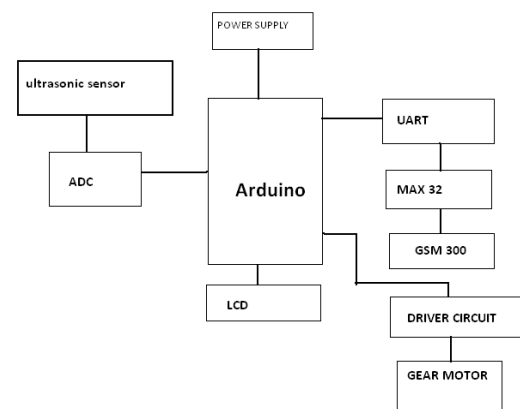 POWER SUPPLY
ultrasonic sensor
UART
ADC
Arduino
MAX 32
GSM 300
LCD
DRIVER CIRCUIT
GEAR MOTOR